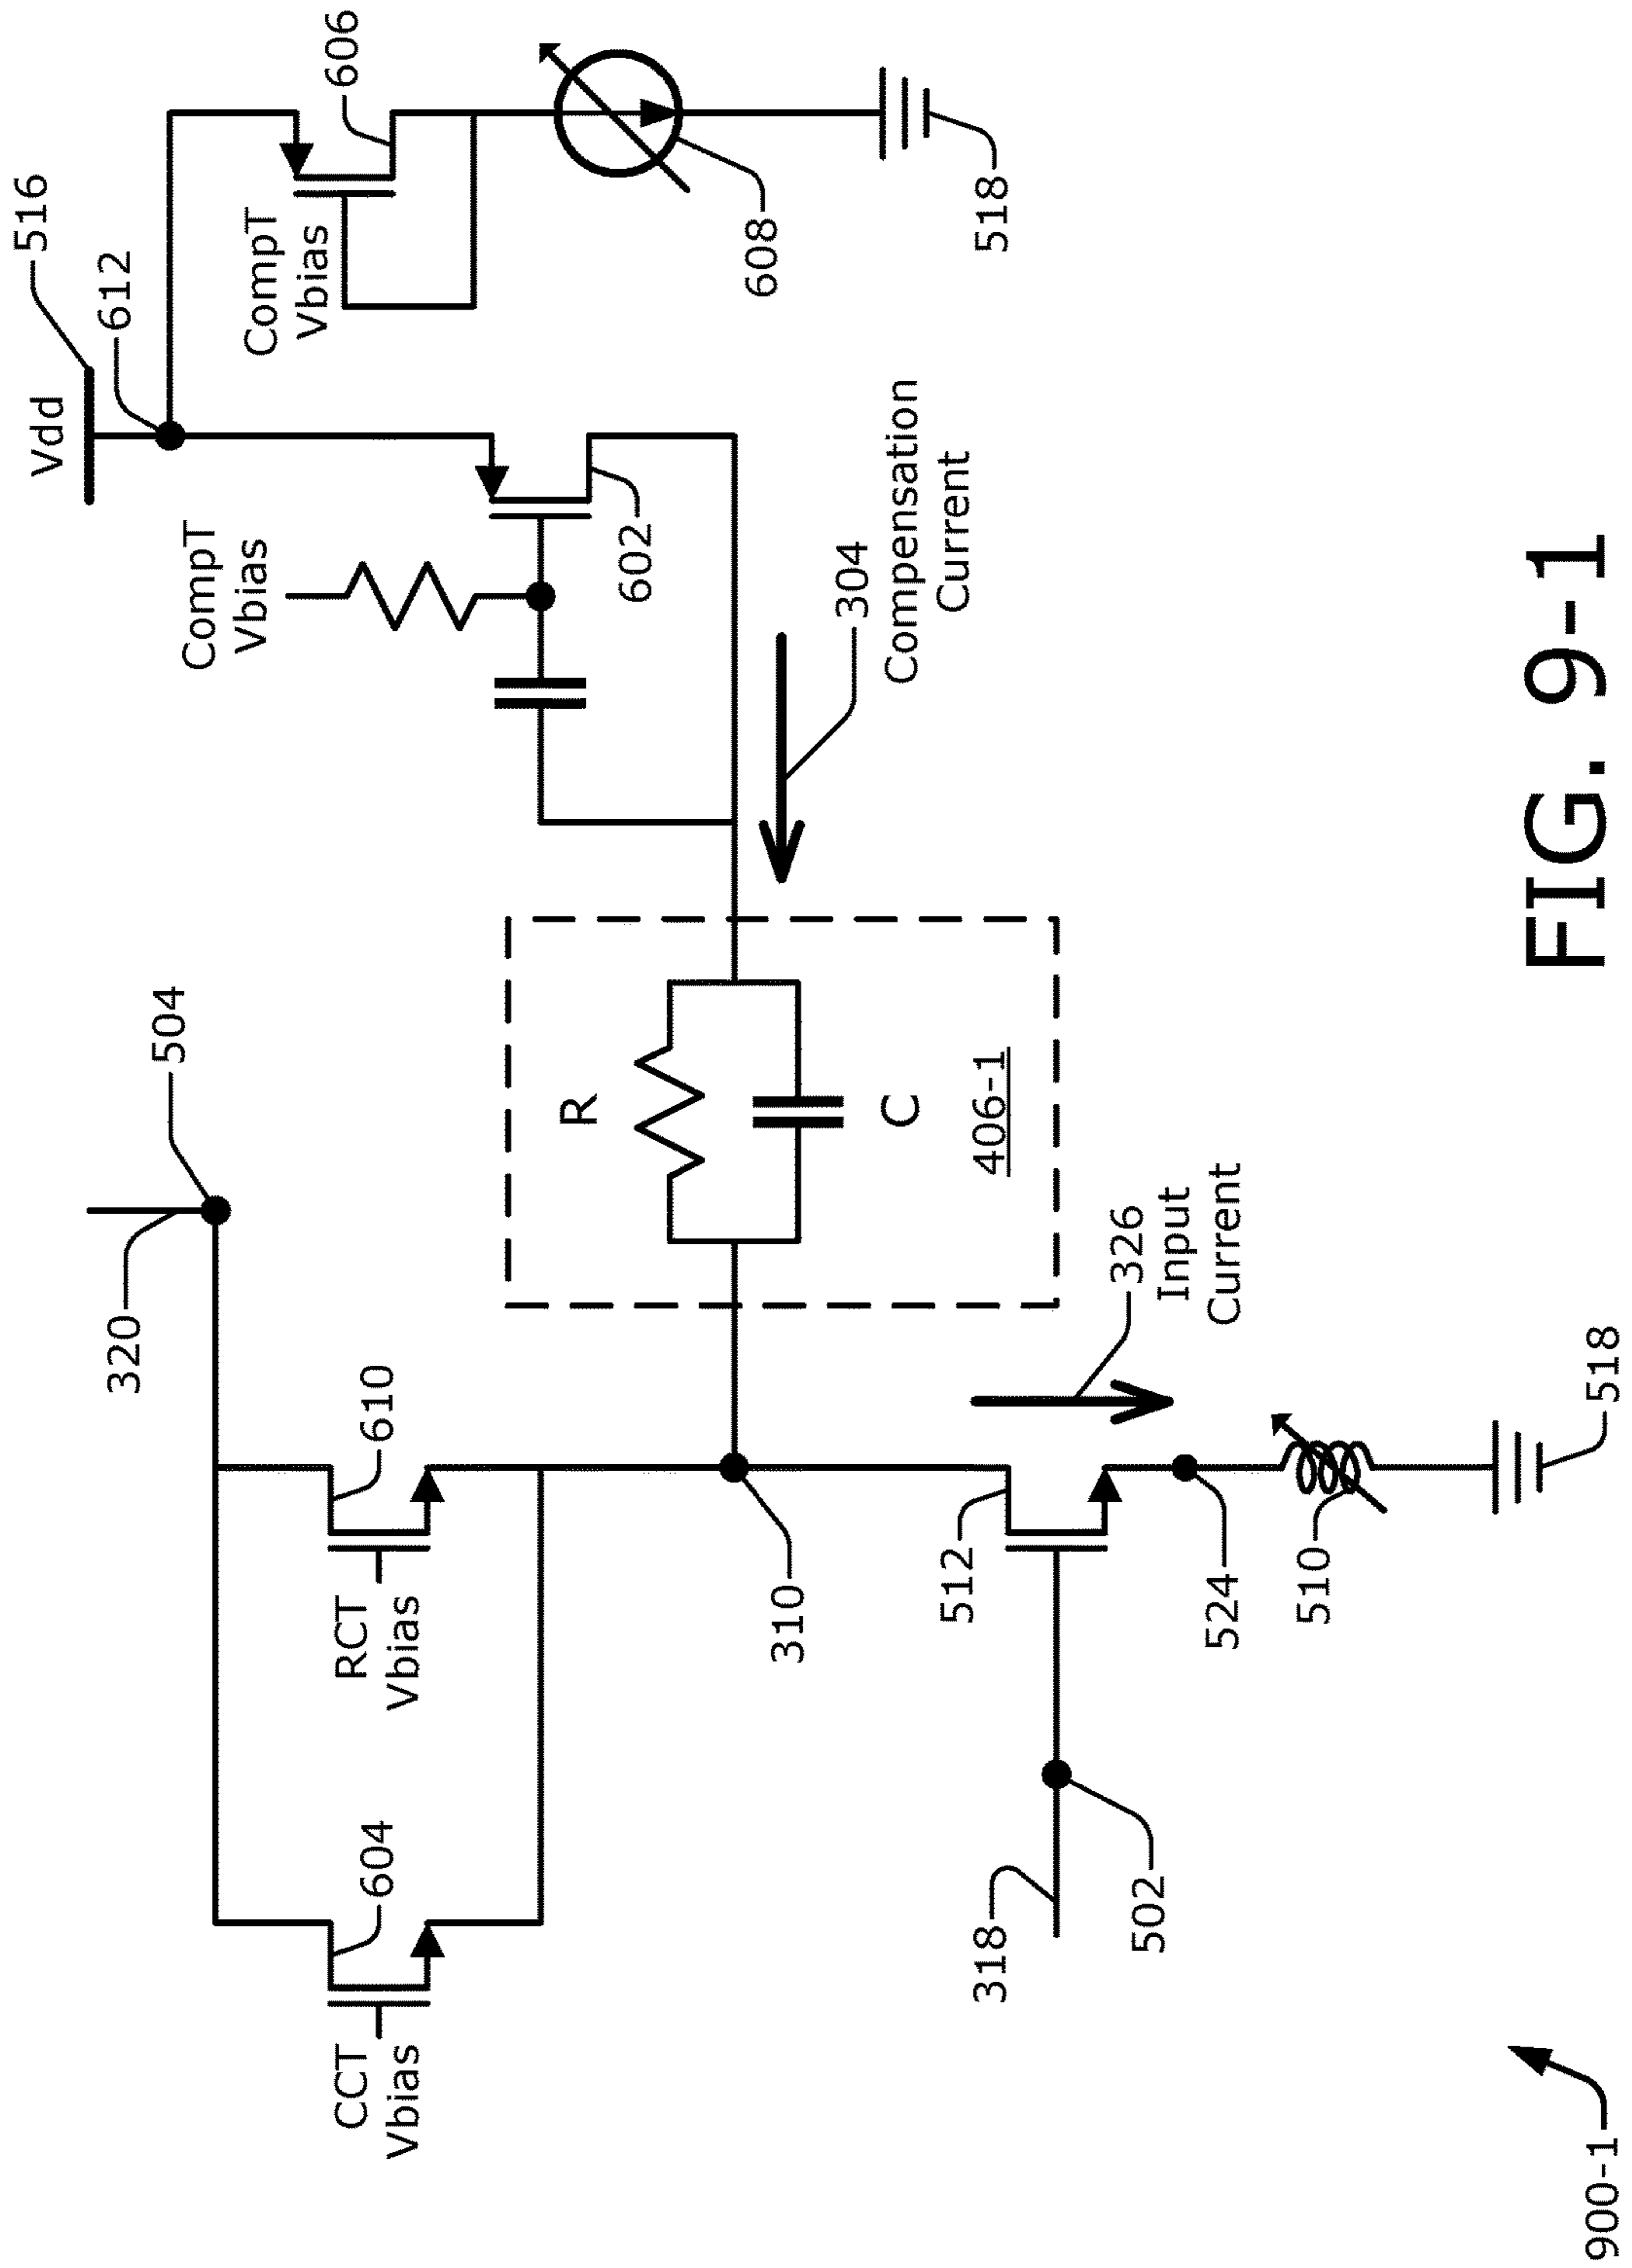 Vdd
516
504
612
320
CCT
Vbias
604
RCT
Vbias
610
CompT
Vbias
602
CompT
Vbias
606
R
C
406-1
304
Compensation
Current
608
518
310
326
Input
Current
512
318
502
524
510
518
900-1
FIG. 9-1